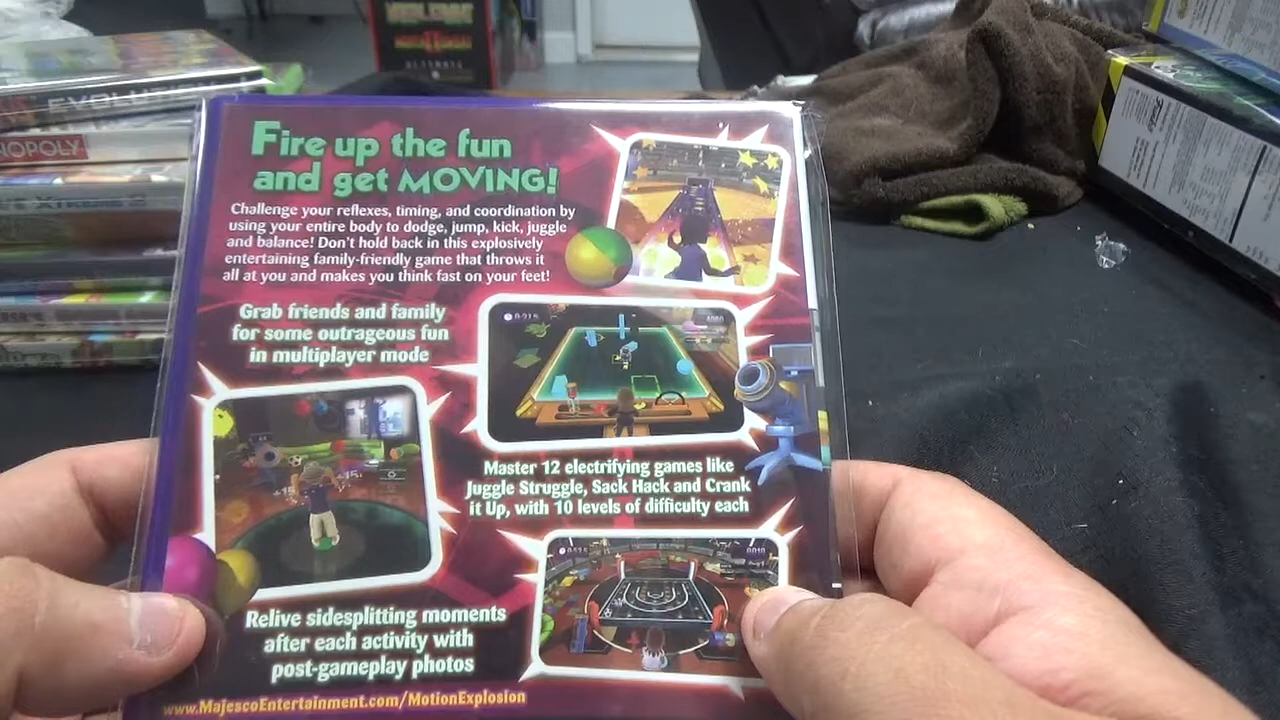 EVOLUT
NOPOLY
Fire up the fun
and get MOVING!
Challenge your reflexes, timing, and coordination by
using your entire body to dodge, jump, kick, juggle
and balance! Don't hold back in this explosively
entertaining family-friendly game that throws it
all at you and makes you think fast on your feet!
Grab friends and family
for some outrageous fun
in multiplayer mode
Master 12 electrifying games like
Juggle Struggle, Sack Hack and Crank
it Up, with 10 levels of difficulty each
Relive sidesplitting moments
after each activity with
post-gameplay photos
www.MajescoEntertainment.com/MotionExplosion